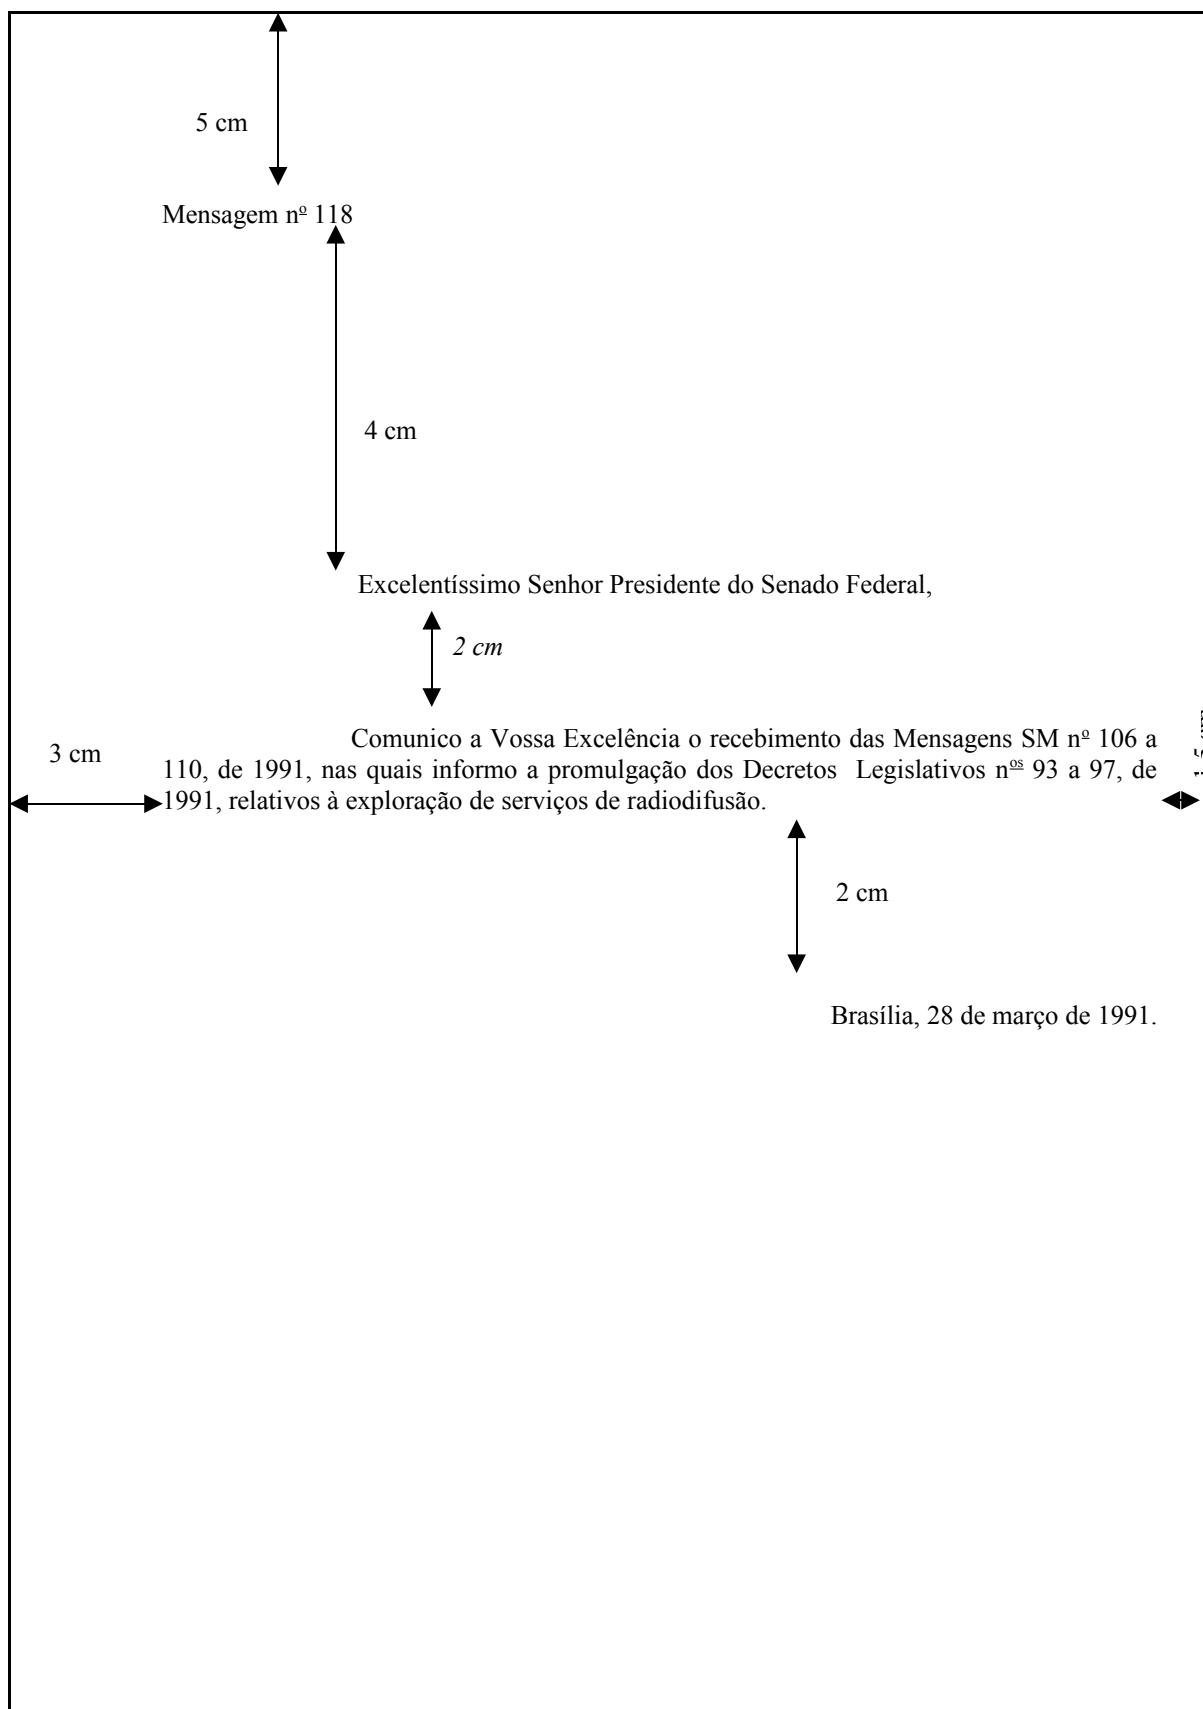 5 cm
Mensagem nº 118
4 cm
Excelentíssimo Senhor Presidente do Senado Federal,
2 cm
3 cm
Comunico a Vossa Excelência o recebimento das Mensagens SM nº 106 a
110, de 1991, nas quais informo a promulgação dos Decretos Legislativos nos 93 a 97, de
1991, relativos à exploração de serviços de radiodifusão.
2 cm
Brasília, 28 de março de 1991.